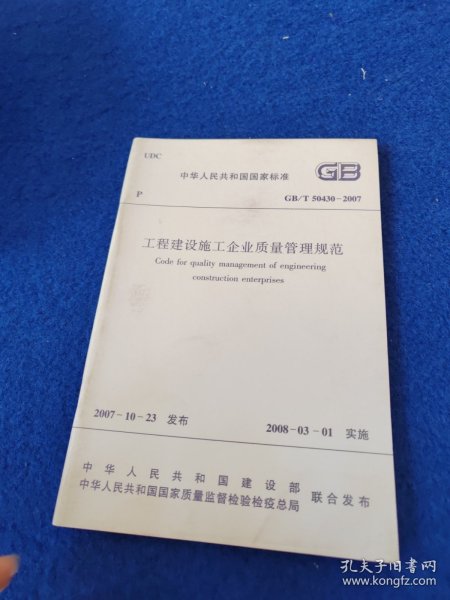 UDC
中华人民共和国国家标准
GB
P
GB/T 50430-2007
工程建设施工企业质量管理规范
Code for quality management of engineering
construction enterprises
2007-10-23 发布
2008-03-01 实施
中华人民共和国建设部
中华人民共和国国家质量监督检验检疫总局
联合发布
孔夫子旧书网
www.kongfz.com